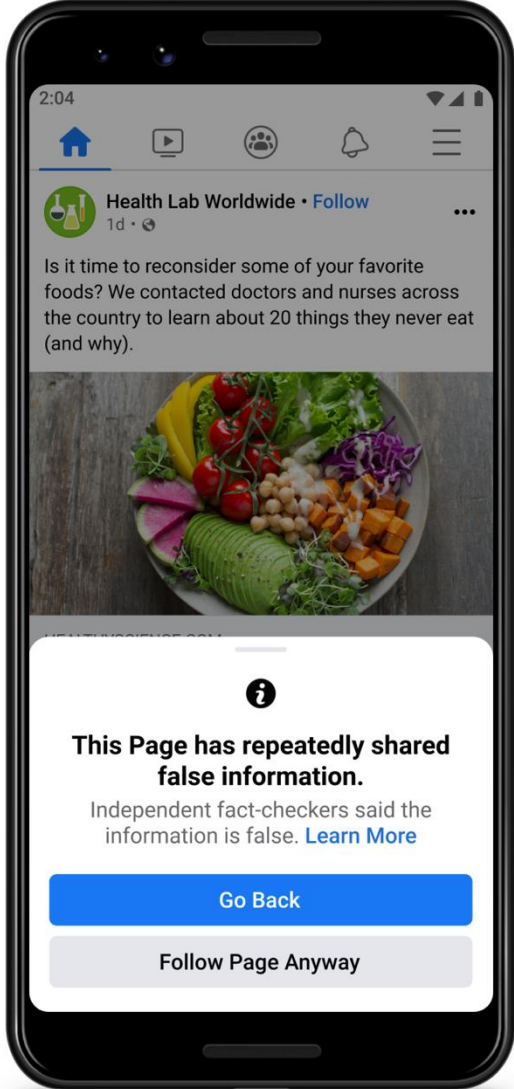 2:04
Health Lab Worldwide • Follow
1d •
Is it time to reconsider some of your favorite
foods? We contacted doctors and nurses across
the country to learn about 20 things they never eat
(and why).
HEALTHYSCIENCE.COM
This Page has repeatedly shared
false information.
Independent fact-checkers said the
information is false. Learn More
Go Back
Follow Page Anyway